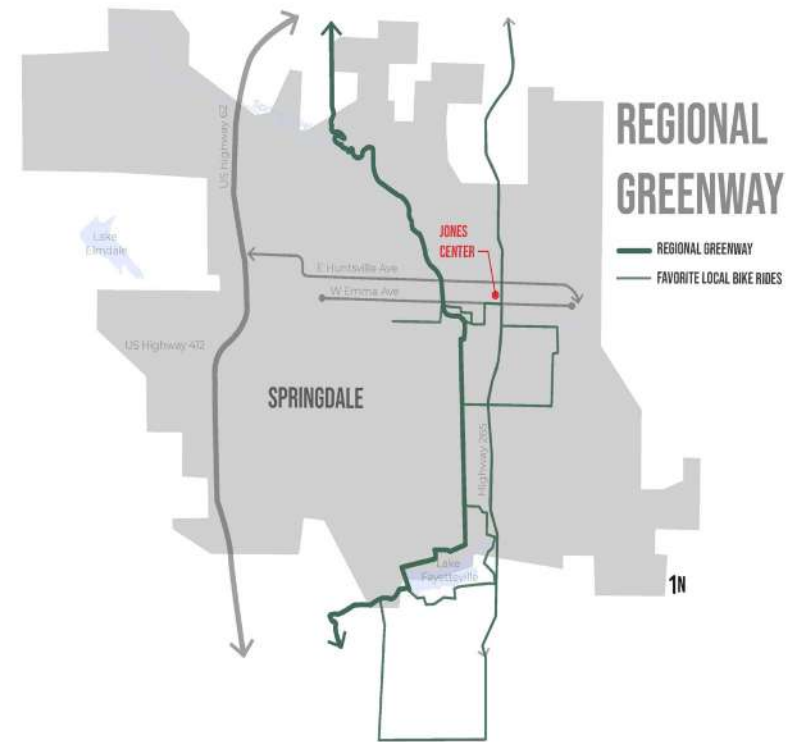 REGIONAL
GREENWAY
REGIONAL GREENWAY
FAVORITE LOCAL BIKE RIDES
US highway 62
Lake
Elmdale
JONES
CENTER
E Huntsville Ave
W Emma Ave
US Highway 412
SPRINGDALE
Highway 265
Lake
Fayetteville
1N